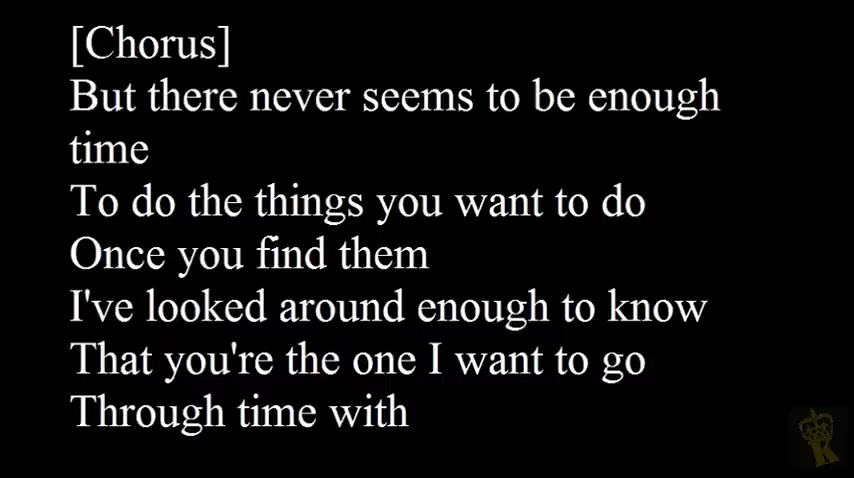 [Chorus]
But there never seems to be enough
time
To do the things you want to do
Once you find them
I've looked around enough to know
That you're the one I want to go
Through time with
K